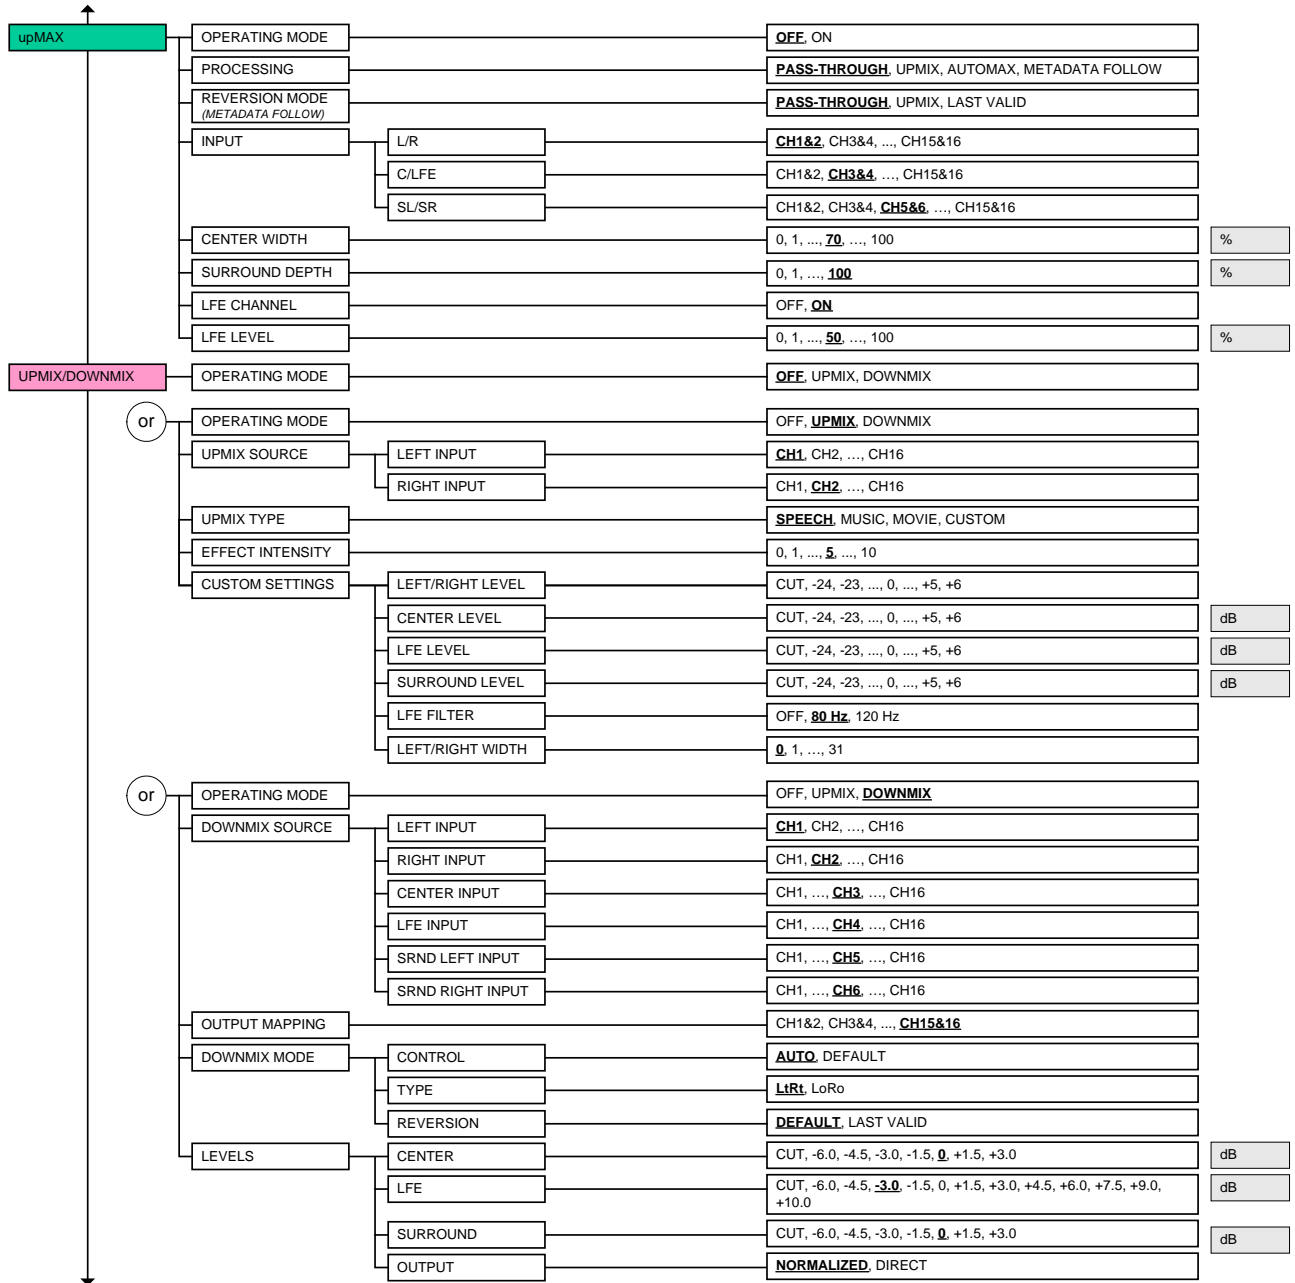 upMAX
OPERATING MODE
OFF, ON
PROCESSING
PASS-THROUGH, UPMIX, AUTOMAX, METADATA FOLLOW
REVERSION MODE
(METADATA FOLLOW)
PASS-THROUGH, UPMIX, LAST VALID
INPUT
L/R
CH1&2, CH3&4, ..., CH15&16
C/LFE
CH1&2, CH3&4, …, CH15&16
SL/SR
CH1&2, CH3&4, CH5&6, …, CH15&16
CENTER WIDTH
0, 1, ..., 70, …, 100
%
SURROUND DEPTH
0, 1, …, 100
%
LFE CHANNEL
OFF, ON
LFE LEVEL
0, 1, ..., 50, …, 100
%
UPMIX/DOWNMIX
OPERATING MODE
OFF, UPMIX, DOWNMIX
or
OPERATING MODE
OFF, UPMIX, DOWNMIX
UPMIX SOURCE
LEFT INPUT
CH1, CH2, …, CH16
RIGHT INPUT
CH1, CH2, …, CH16
UPMIX TYPE
SPEECH, MUSIC, MOVIE, CUSTOM
EFFECT INTENSITY
0, 1, ..., 5, ..., 10
CUSTOM SETTINGS
LEFT/RIGHT LEVEL
CUT, -24, -23, ..., 0, ..., +5, +6
CENTER LEVEL
CUT, -24, -23, ..., 0, ..., +5, +6
dB
LFE LEVEL
CUT, -24, -23, ..., 0, ..., +5, +6
dB
SURROUND LEVEL
CUT, -24, -23, ..., 0, ..., +5, +6
dB
LFE FILTER
OFF, 80 Hz, 120 Hz
LEFT/RIGHT WIDTH
0, 1, …, 31
or
OPERATING MODE
OFF, UPMIX, DOWNMIX
DOWNMIX SOURCE
LEFT INPUT
CH1, CH2, …, CH16
RIGHT INPUT
CH1, CH2, …, CH16
CENTER INPUT
CH1, …, CH3, …, CH16
LFE INPUT
CH1, …, CH4, …, CH16
SRND LEFT INPUT
CH1, …, CH5, …, CH16
SRND RIGHT INPUT
CH1, …, CH6, …, CH16
OUTPUT MAPPING
CH1&2, CH3&4, ..., CH15&16
DOWNMIX MODE
CONTROL
AUTO, DEFAULT
TYPE
LtRt, LoRo
REVERSION
DEFAULT, LAST VALID
LEVELS
CENTER
CUT, -6.0, -4.5, -3.0, -1.5, 0, +1.5, +3.0
dB
LFE
CUT, -6.0, -4.5, -3.0, -1.5, 0, +1.5, +3.0, +4.5, +6.0, +7.5, +9.0,
+10.0
dB
SURROUND
CUT, -6.0, -4.5, -3.0, -1.5, 0, +1.5, +3.0
dB
OUTPUT
NORMALIZED, DIRECT